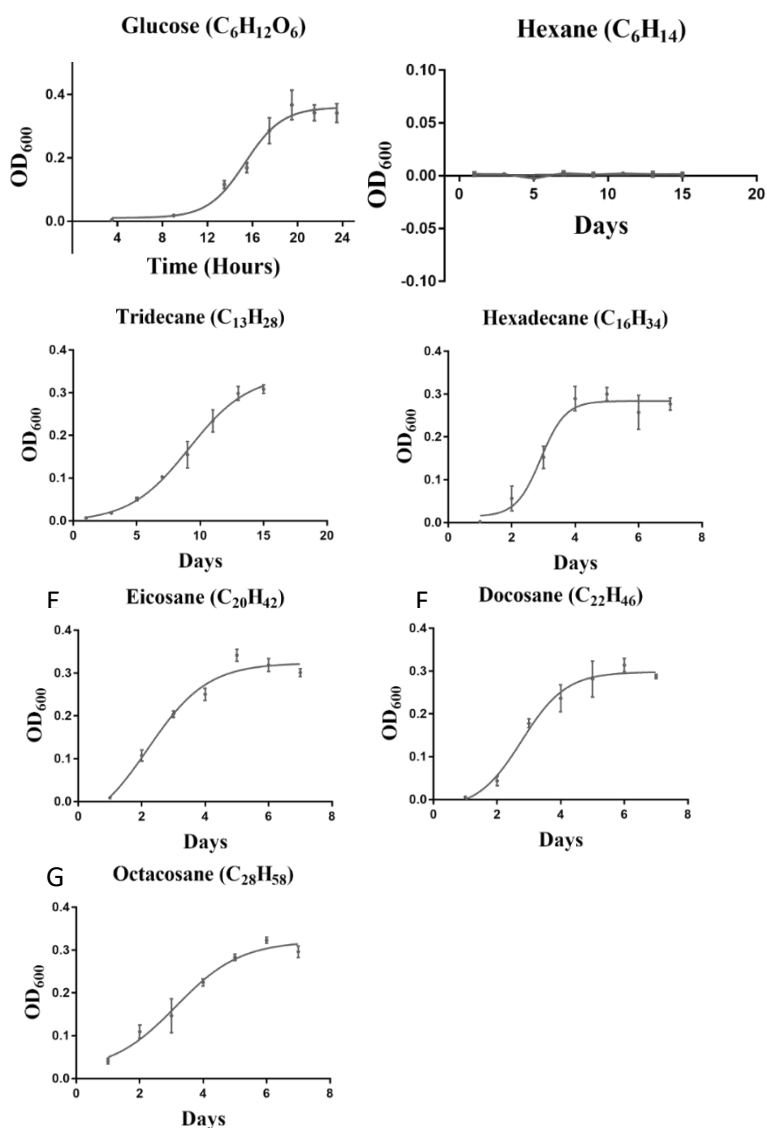 Glucose (C₆H₁₂O₆)
OD₆₀₀
0.4
0.2
0.0
4 8 12 16 20 24
Time (Hours)
Hexane (C₆H₁₄)
OD₆₀₀
0.10
0.05
0.00
-0.05
-0.10
0 5 10 15 20
Days
Tridecane (C₁₃H₂₈)
OD₆₀₀
0.4
0.3
0.2
0.1
0.0
0 5 10 15 20
Days
Hexadecane (C₁₆H₃₄)
OD₆₀₀
0.4
0.3
0.2
0.1
0.0
0 2 4 6 8
Days
F
Eicosane (C₂₀H₄₂)
OD₆₀₀
0.4
0.3
0.2
0.1
0.0
0 2 4 6 8
Days
F
Docosane (C₂₂H₄₆)
OD₆₀₀
0.4
0.3
0.2
0.1
0.0
0 2 4 6 8
Days
G
Octacosane (C₂₈H₅₈)
OD₆₀₀
0.4
0.3
0.2
0.1
0.0
0 2 4 6 8
Days